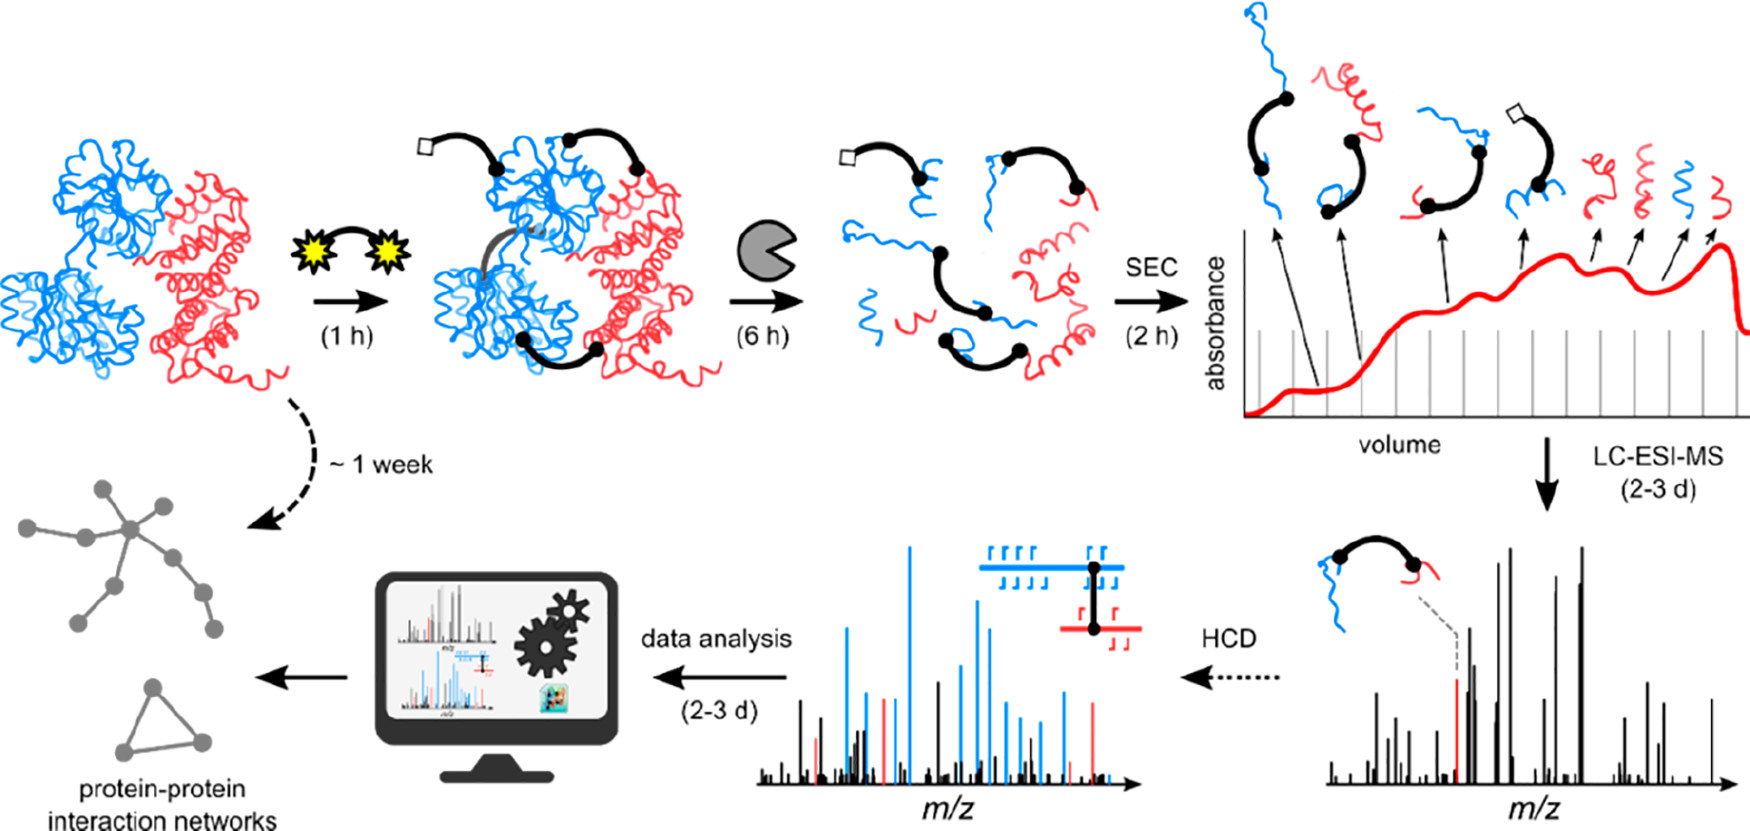 (1 h)
(6 h)
SEC
(2 h)
absorbance
volume
LC-ESI-MS
(2-3 d)
~ 1 week
HCD
data analysis
(2-3 d)
m/z
m/z
m/z
m/z
protein-protein
interaction networks